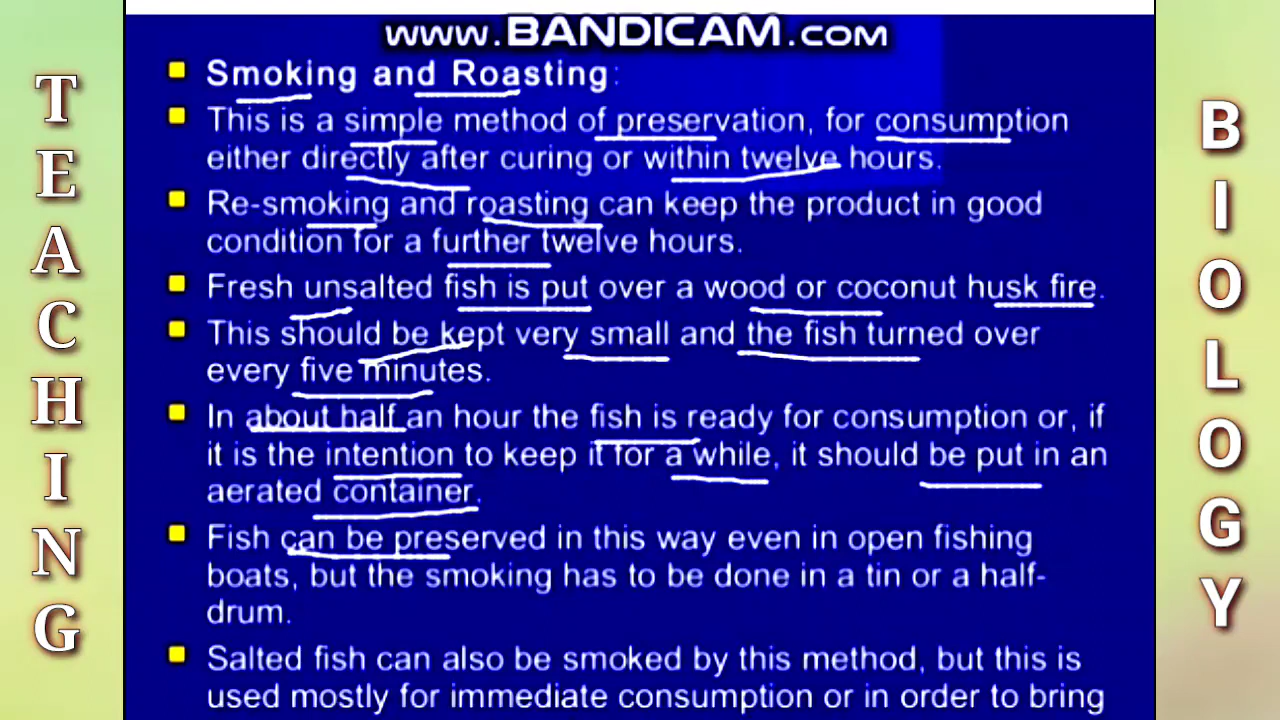 www.BANDICAM.com
TEACHING
Smoking and Roasting:
This is a simple method of preservation, for consumption
either directly after curing or within twelve hours.
Re-smoking and roasting can keep the product in good
condition for a further twelve hours.
Fresh unsalted fish is put over a wood or coconut husk fire.
This should be kept very small and the fish turned over
every five minutes.
In about half an hour the fish is ready for consumption or, if
it is the intention to keep it for a while, it should be put in an
aerated container.
Fish can be preserved in this way even in open fishing
boats, but the smoking has to be done in a tin or a half-
drum.
Salted fish can also be smoked by this method, but this is
used mostly for immediate consumption or in order to bring
BIOLOGY